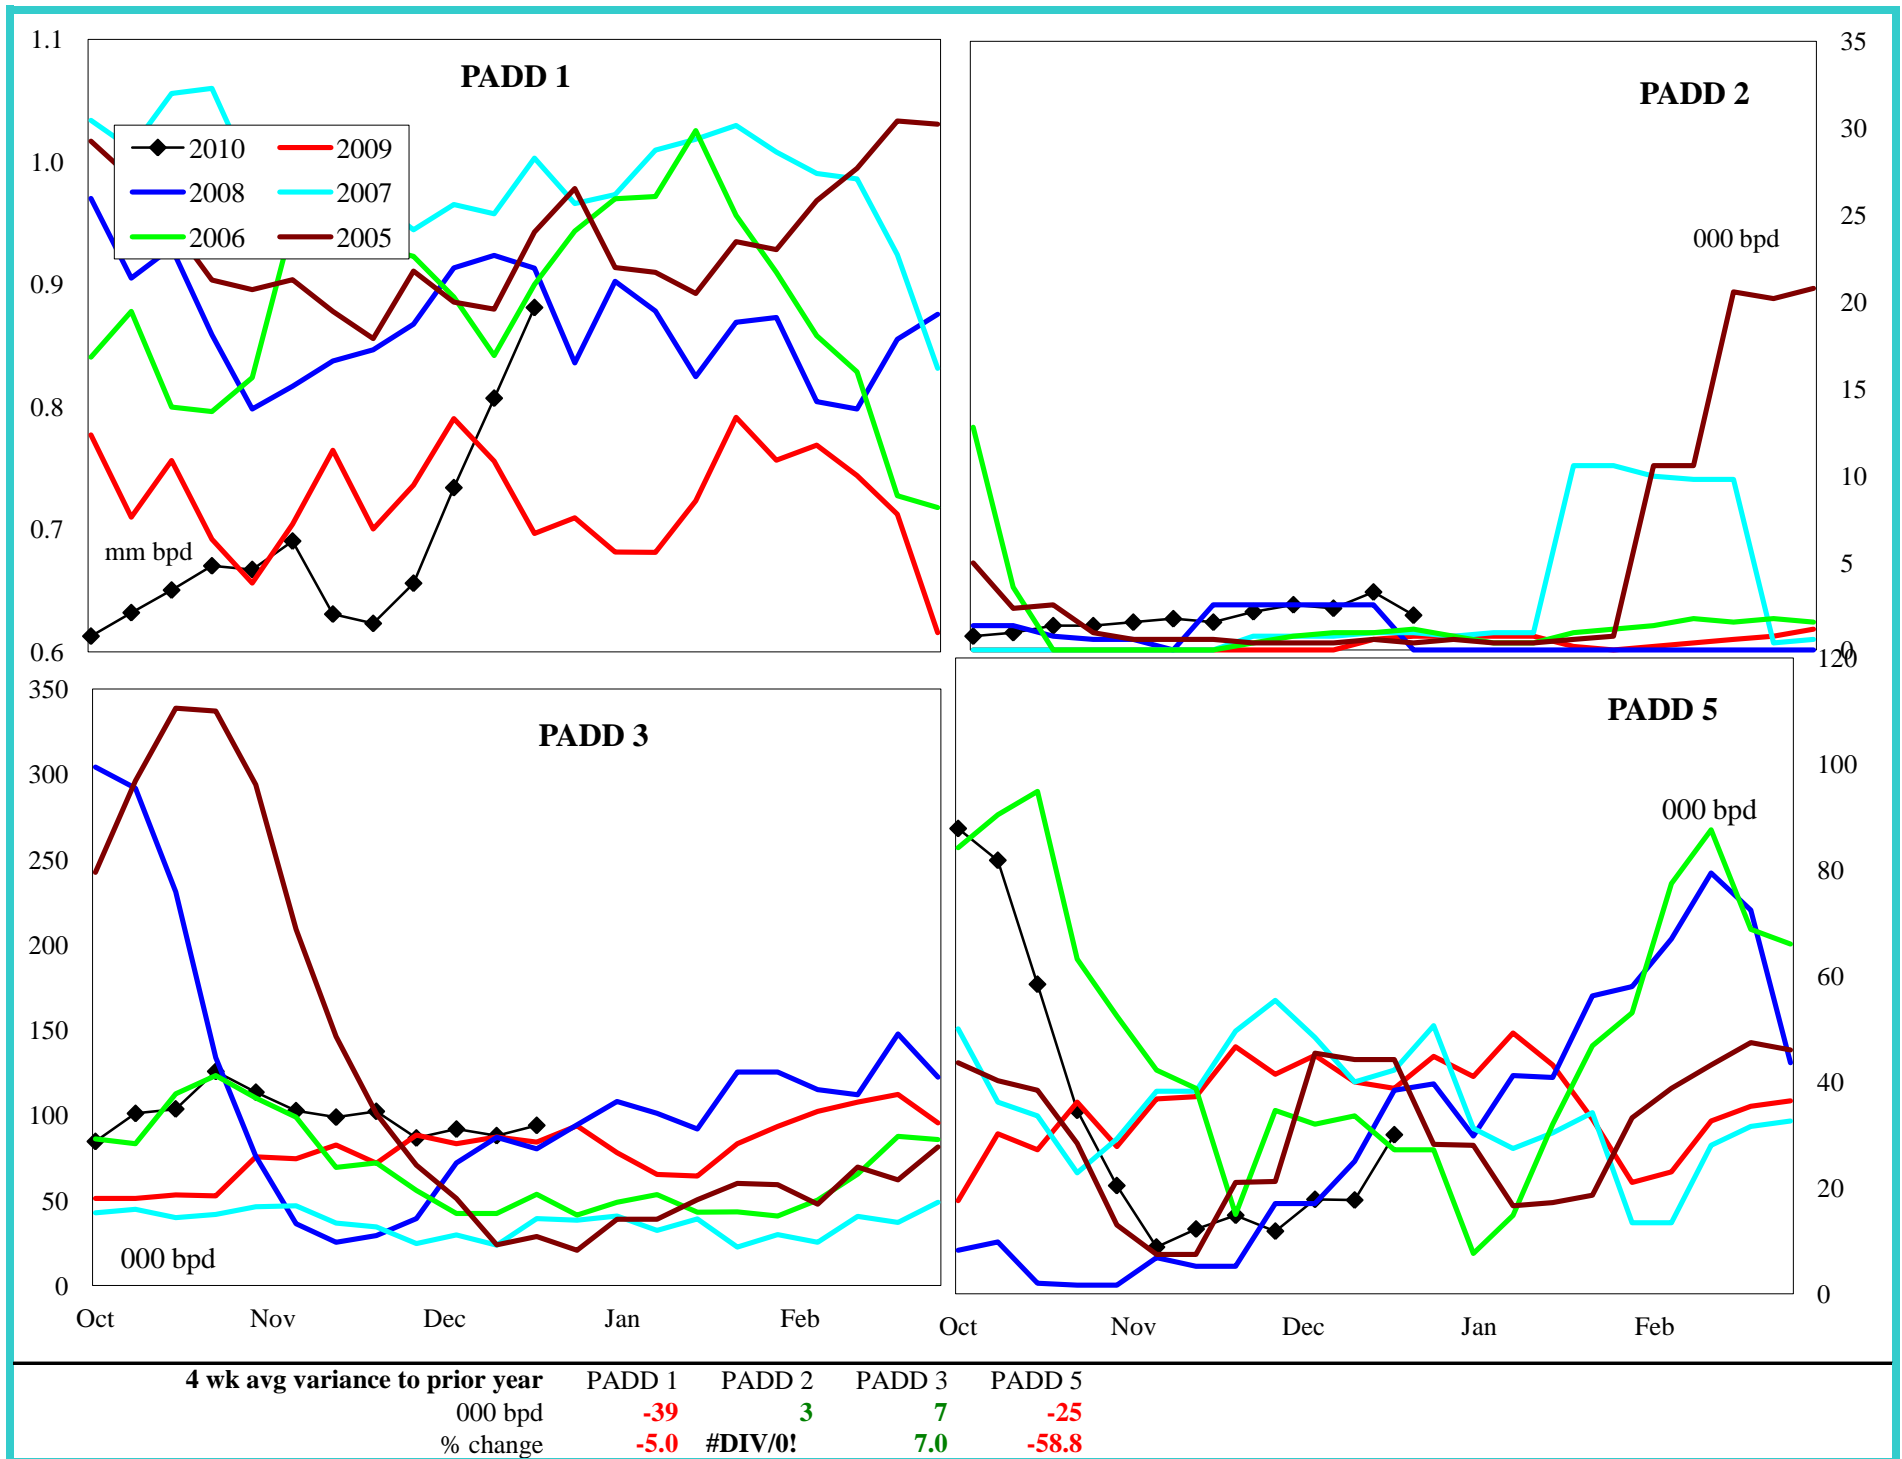 PADD 1
1.1
1.0
0.9
0.8
0.7
0.6
2010 2009
2008 2007
2006 2005
mm bpd
PADD 2
35
30
25
20
15
10
5
0
000 bpd
PADD 3
350
300
250
200
150
100
50
0
000 bpd
Oct Nov Dec Jan Feb
PADD 5
120
100
80
60
40
20
0
000 bpd
Oct Nov Dec Jan Feb
4 wk avg variance to prior year PADD 1 PADD 2 PADD 3 PADD 5
000 bpd -39 3 7 -25
% change -5.0 #DIV/0! 7.0 -58.8